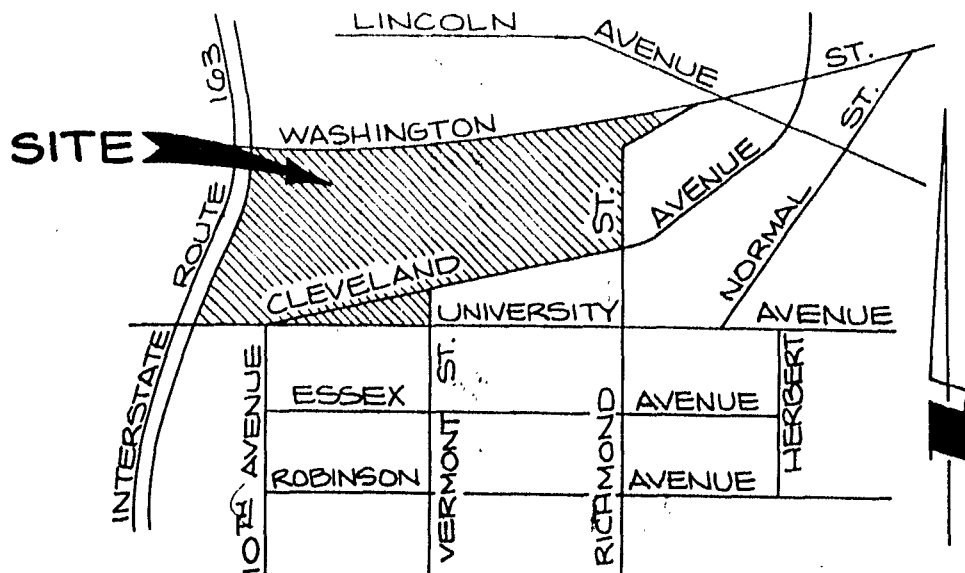 LINCOLN AVENUE
163
SITE
WASHINGTON ST.
AVENUE
ST.
NORMAL ST.
INTERSTATE ROUTE
CLEVELAND
UNIVERSITY AVENUE
10TH AVENUE
ESSEX AVENUE
VERMONT ST.
RICHMOND
HERBERT
ROBINSON AVENUE